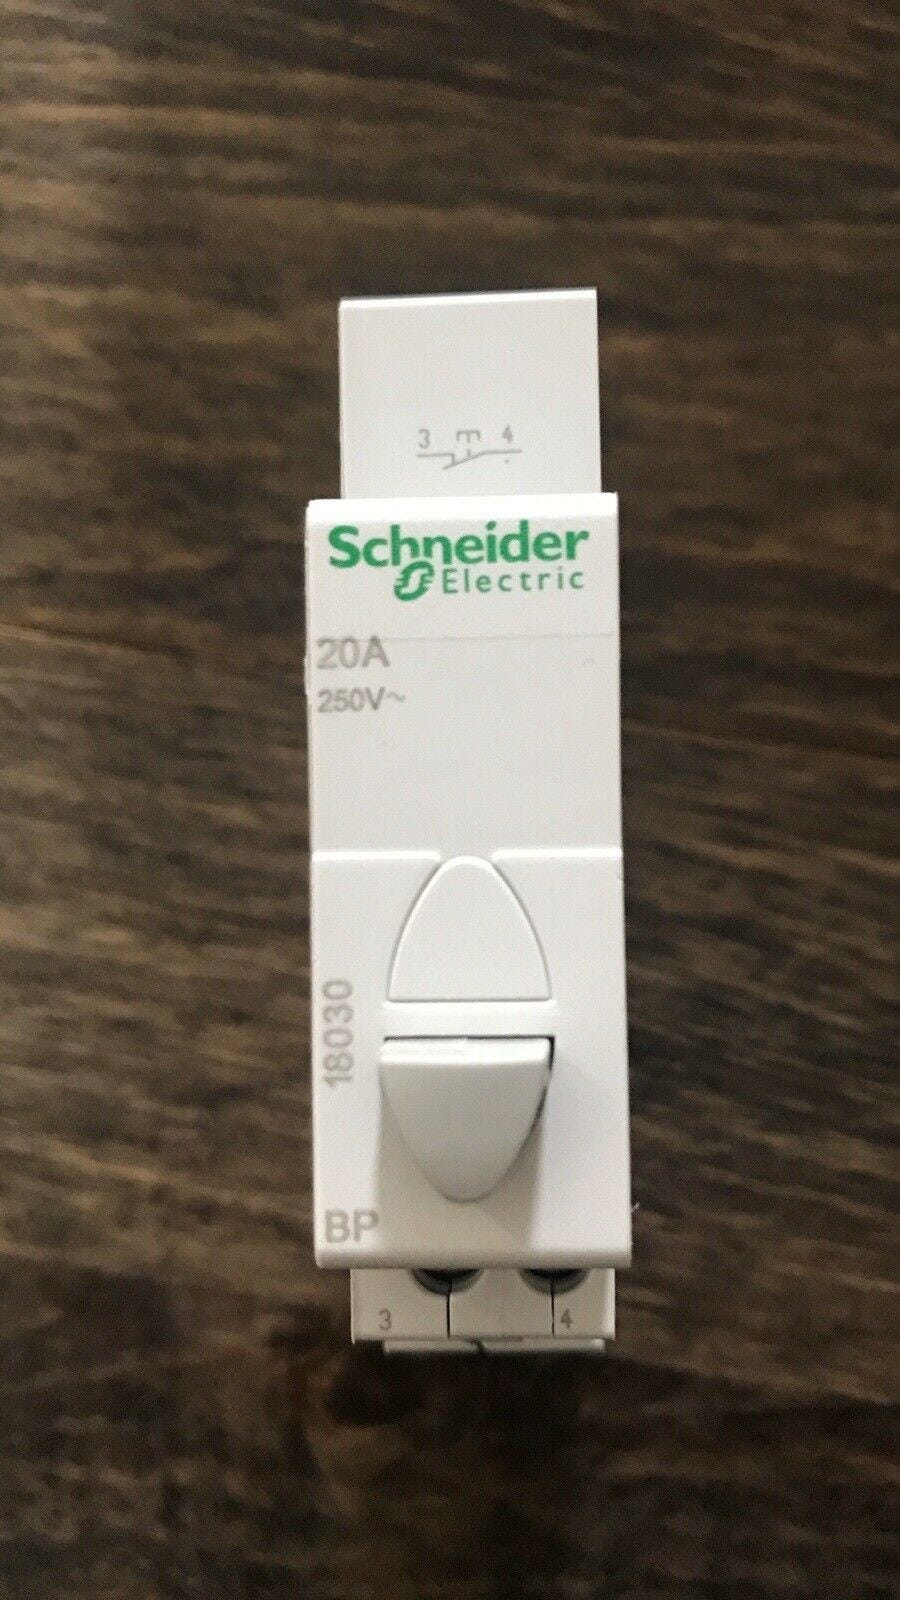 3 4
Schneider
Electric
20A
250V~
18030
BP
3 4